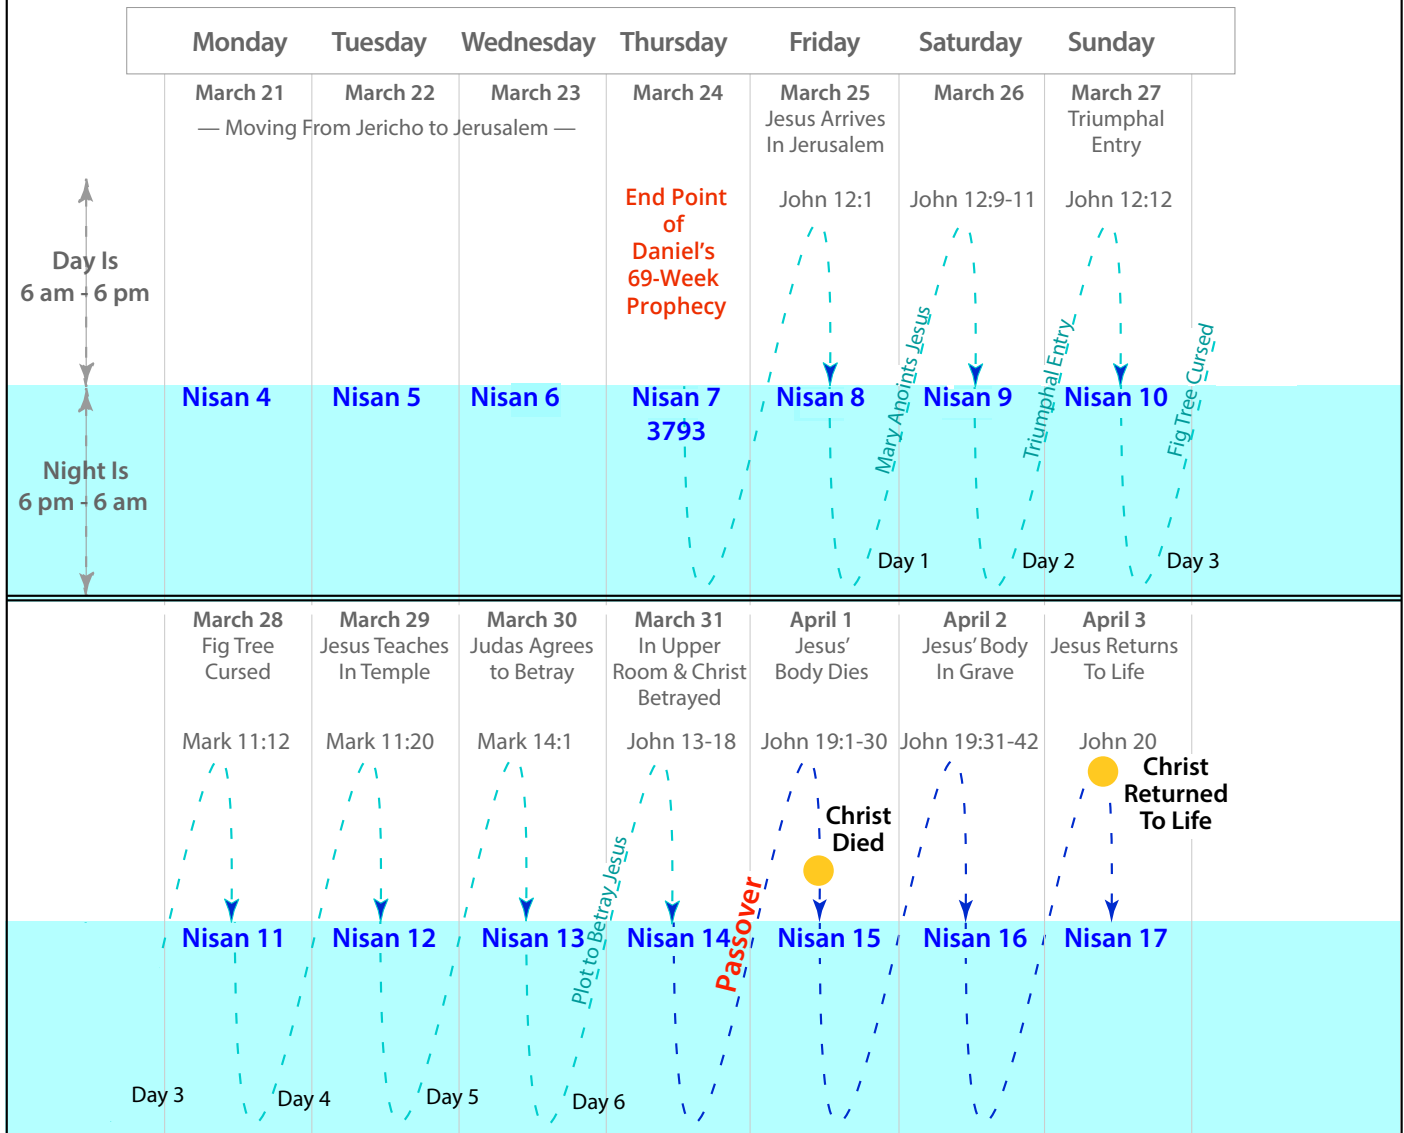 Monday Tuesday Wednesday Thursday Friday Saturday Sunday
March 21 March 22 March 23 March 24 March 25 March 26 March 27
— Moving From Jericho to Jerusalem —
Jesus Arrives
In Jerusalem
Triumphal
Entry
End Point
of
Daniel's
69-Week
Prophecy
John 12:1 John 12:9-11 John 12:12
Day Is
6 am - 6 pm
Mary Anoints Jesus
Triumphal Entry
Fig Tree Cursed
Nisan 4 Nisan 5 Nisan 6 Nisan 7 Nisan 8 Nisan 9 Nisan 10
3793
Night Is
6 pm - 6 am
Day 1 Day 2 Day 3
March 28 March 29 March 30 March 31 April 1 April 2 April 3
Fig Tree
Cursed
Jesus Teaches
In Temple
Judas Agrees
to Betray
In Upper
Room & Christ
Betrayed
Jesus'
Body Dies
Jesus' Body
In Grave
Jesus Returns
To Life
Mark 11:12 Mark 11:20 Mark 14:1 John 13-18 John 19:1-30 John 19:31-42 John 20
Christ
Returned
To Life
Christ
Died
Plot to Betray Jesus
Passover
Nisan 11 Nisan 12 Nisan 13 Nisan 14 Nisan 15 Nisan 16 Nisan 17
Day 3 Day 4 Day 5 Day 6